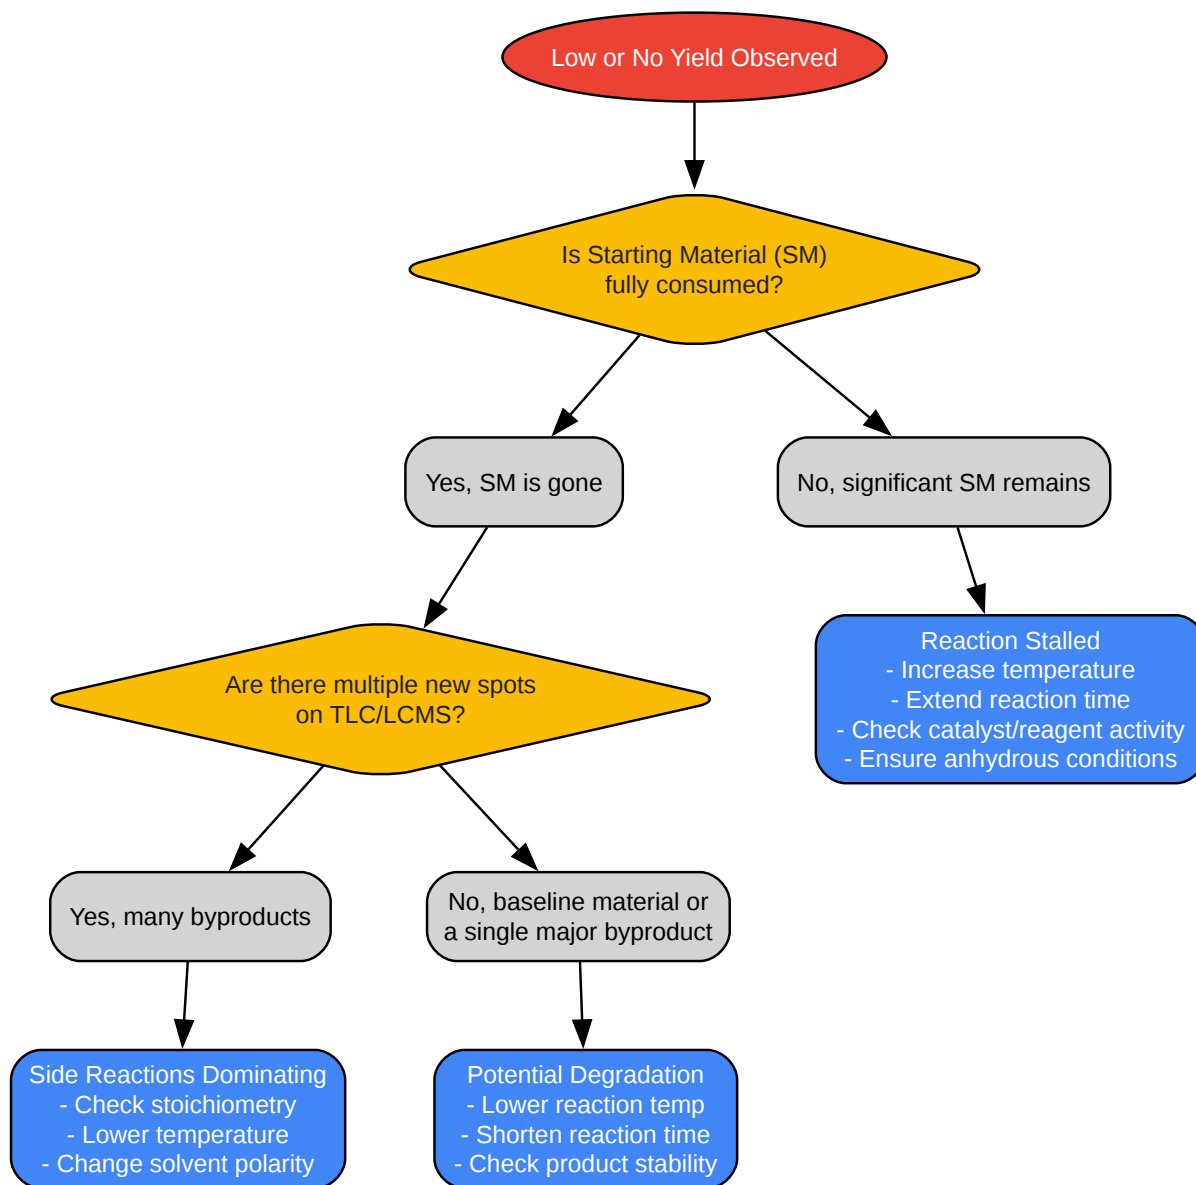 Low or No Yield Observed
Is Starting Material (SM)
fully consumed?
Yes, SM is gone
No, significant SM remains
Reaction Stalled
- Increase temperature
- Extend reaction time
- Check catalyst/reagent activity
- Ensure anhydrous conditions
Are there multiple new spots
on TLC/LCMS?
Yes, many byproducts
No, baseline material or
a single major byproduct
Side Reactions Dominating
- Check stoichiometry
- Lower temperature
- Change solvent polarity
Potential Degradation
- Lower reaction temp
- Shorten reaction time
- Check product stability